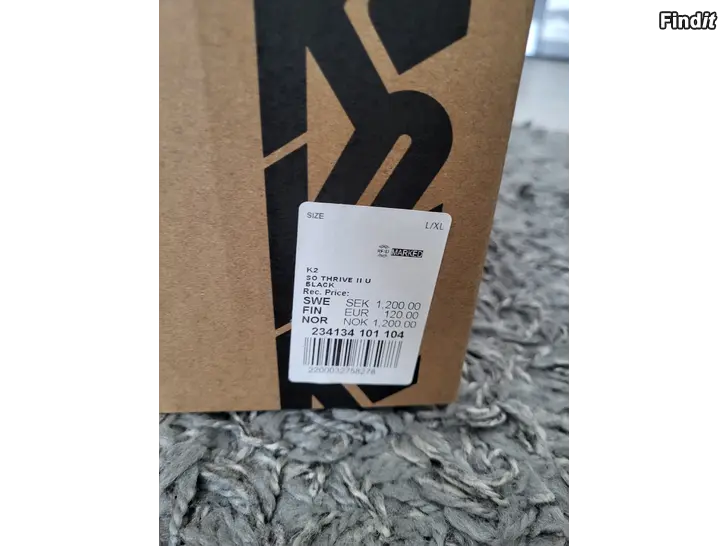 Findit
SIZE
L/XL
MARKED
K2
SO THRIVE II U
BLACK
Rec. Price:
SWE SEK 1,200.00
FIN EUR 120.00
NOR NOK 1,200.00
234134 101 104
2200032758278